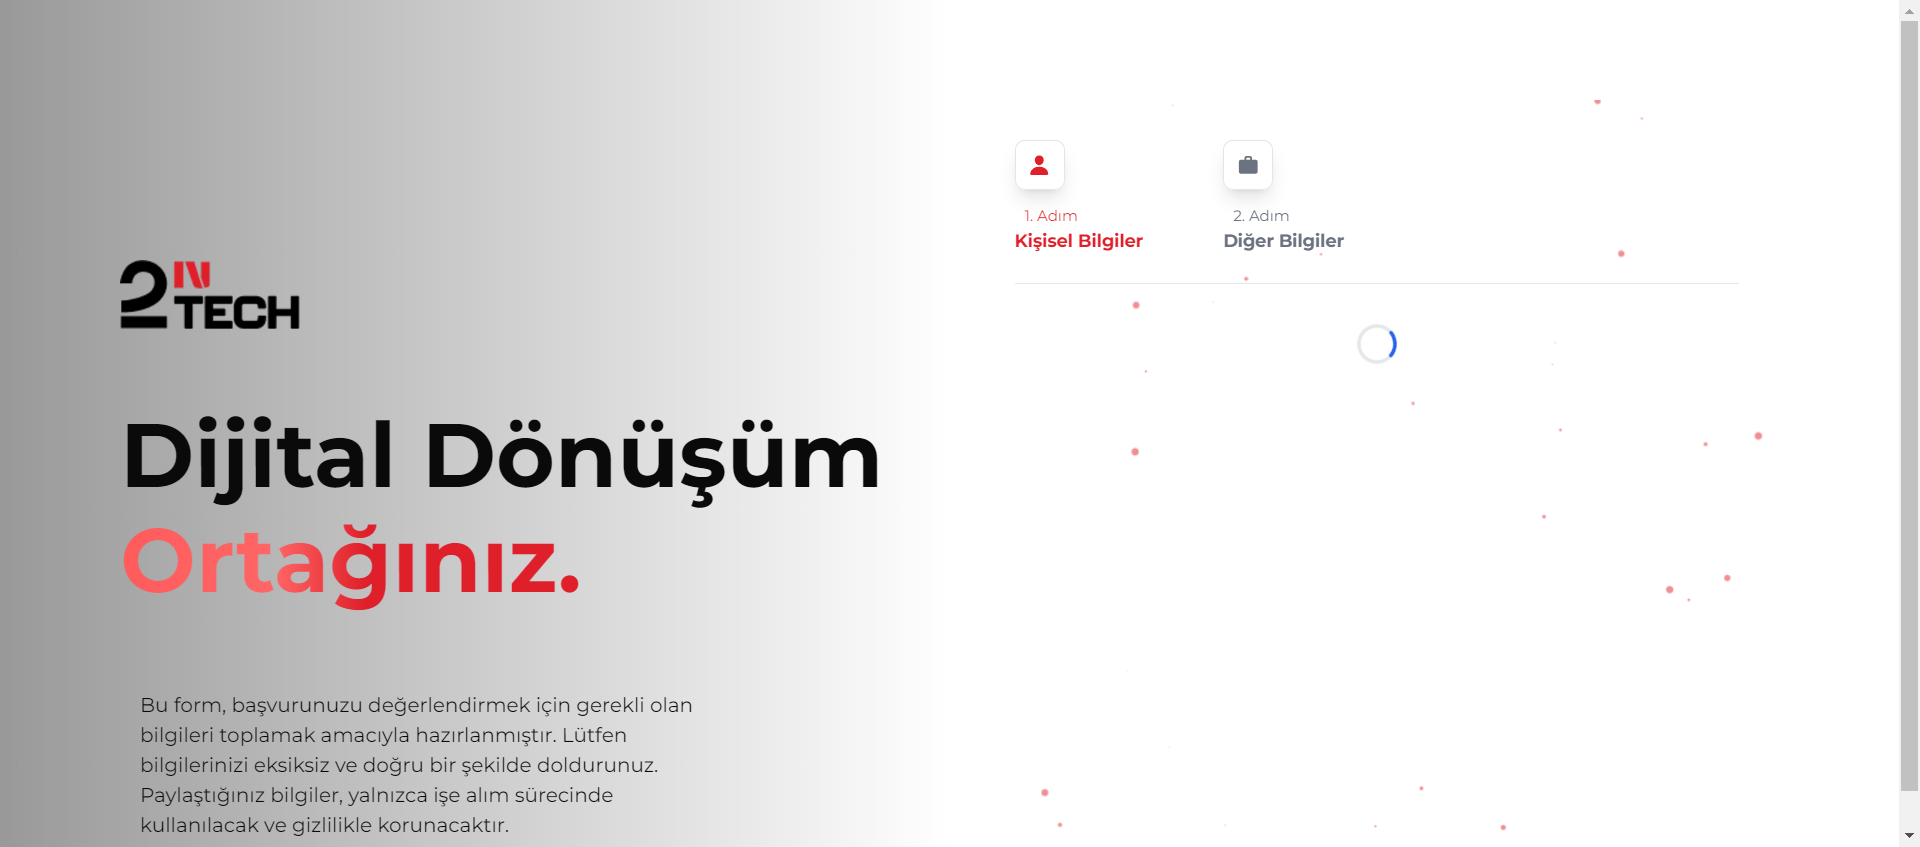 2 IN
TECH
Dijital Dönüşüm
Ortağınız.
Bu form, başvurunuzu değerlendirmek için gerekli olan
bilgileri toplamak amacıyla hazırlanmıştır. Lütfen
bilgilerinizi eksiksiz ve doğru bir şekilde doldurunuz.
Paylaştığınız bilgiler, yalnızca işe alım sürecinde
kullanılacak ve gizlilikle korunacaktır.
1. Adım
Kişisel Bilgiler
2. Adım
Diğer Bilgiler